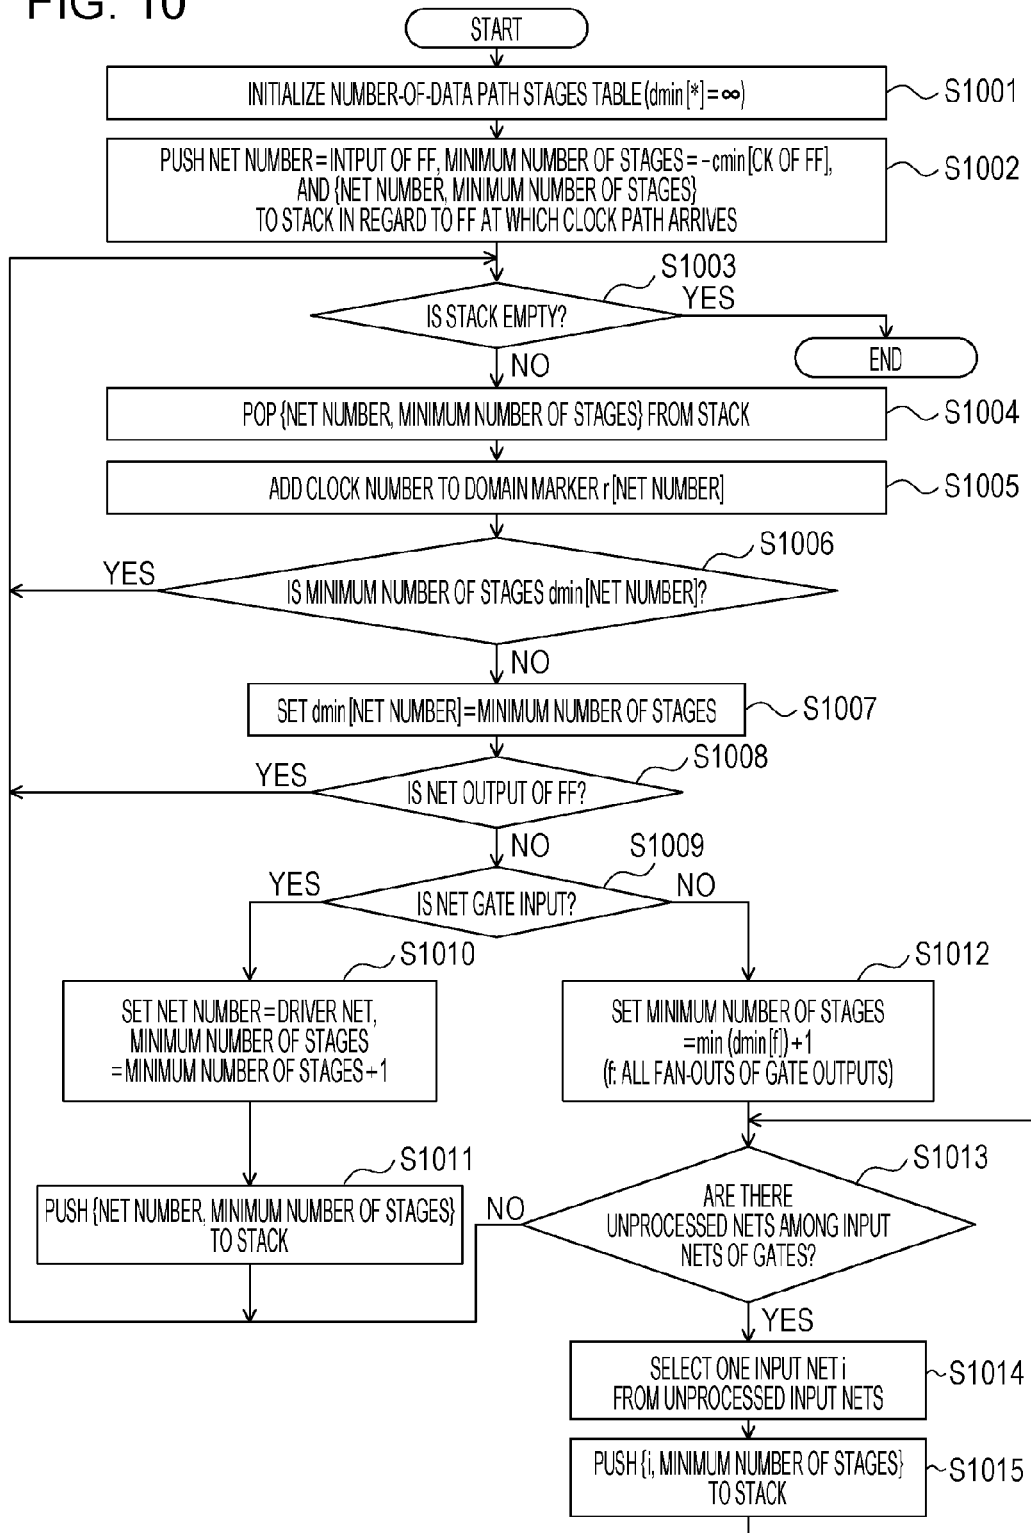 FIG. 10
START
INITIALIZE NUMBER-OF-DATA PATH STAGES TABLE (dmin[*]=∞)
S1001
PUSH NET NUMBER=INTPUT OF FF, MINIMUM NUMBER OF STAGES=-cmin[CK OF FF],
AND {NET NUMBER, MINIMUM NUMBER OF STAGES}
TO STACK IN REGARD TO FF AT WHICH CLOCK PATH ARRIVES
S1002
S1003
IS STACK EMPTY?
YES
END
NO
POP {NET NUMBER, MINIMUM NUMBER OF STAGES} FROM STACK
S1004
ADD CLOCK NUMBER TO DOMAIN MARKER r[NET NUMBER]
S1005
S1006
YES
IS MINIMUM NUMBER OF STAGES dmin[NET NUMBER]?
NO
SET dmin[NET NUMBER]=MINIMUM NUMBER OF STAGES
S1007
S1008
YES
IS NET OUTPUT OF FF?
NO
S1009
YES
IS NET GATE INPUT?
NO
S1010
SET NET NUMBER=DRIVER NET,
MINIMUM NUMBER OF STAGES
=MINIMUM NUMBER OF STAGES+1
S1012
SET MINIMUM NUMBER OF STAGES
=min (dmin[f])+1
(f: ALL FAN-OUTS OF GATE OUTPUTS)
S1011
PUSH {NET NUMBER, MINIMUM NUMBER OF STAGES}
TO STACK
S1013
NO
ARE THERE
UNPROCESSED NETS AMONG INPUT
NETS OF GATES?
YES
SELECT ONE INPUT NET i
FROM UNPROCESSED INPUT NETS
S1014
PUSH {i, MINIMUM NUMBER OF STAGES}
TO STACK
S1015